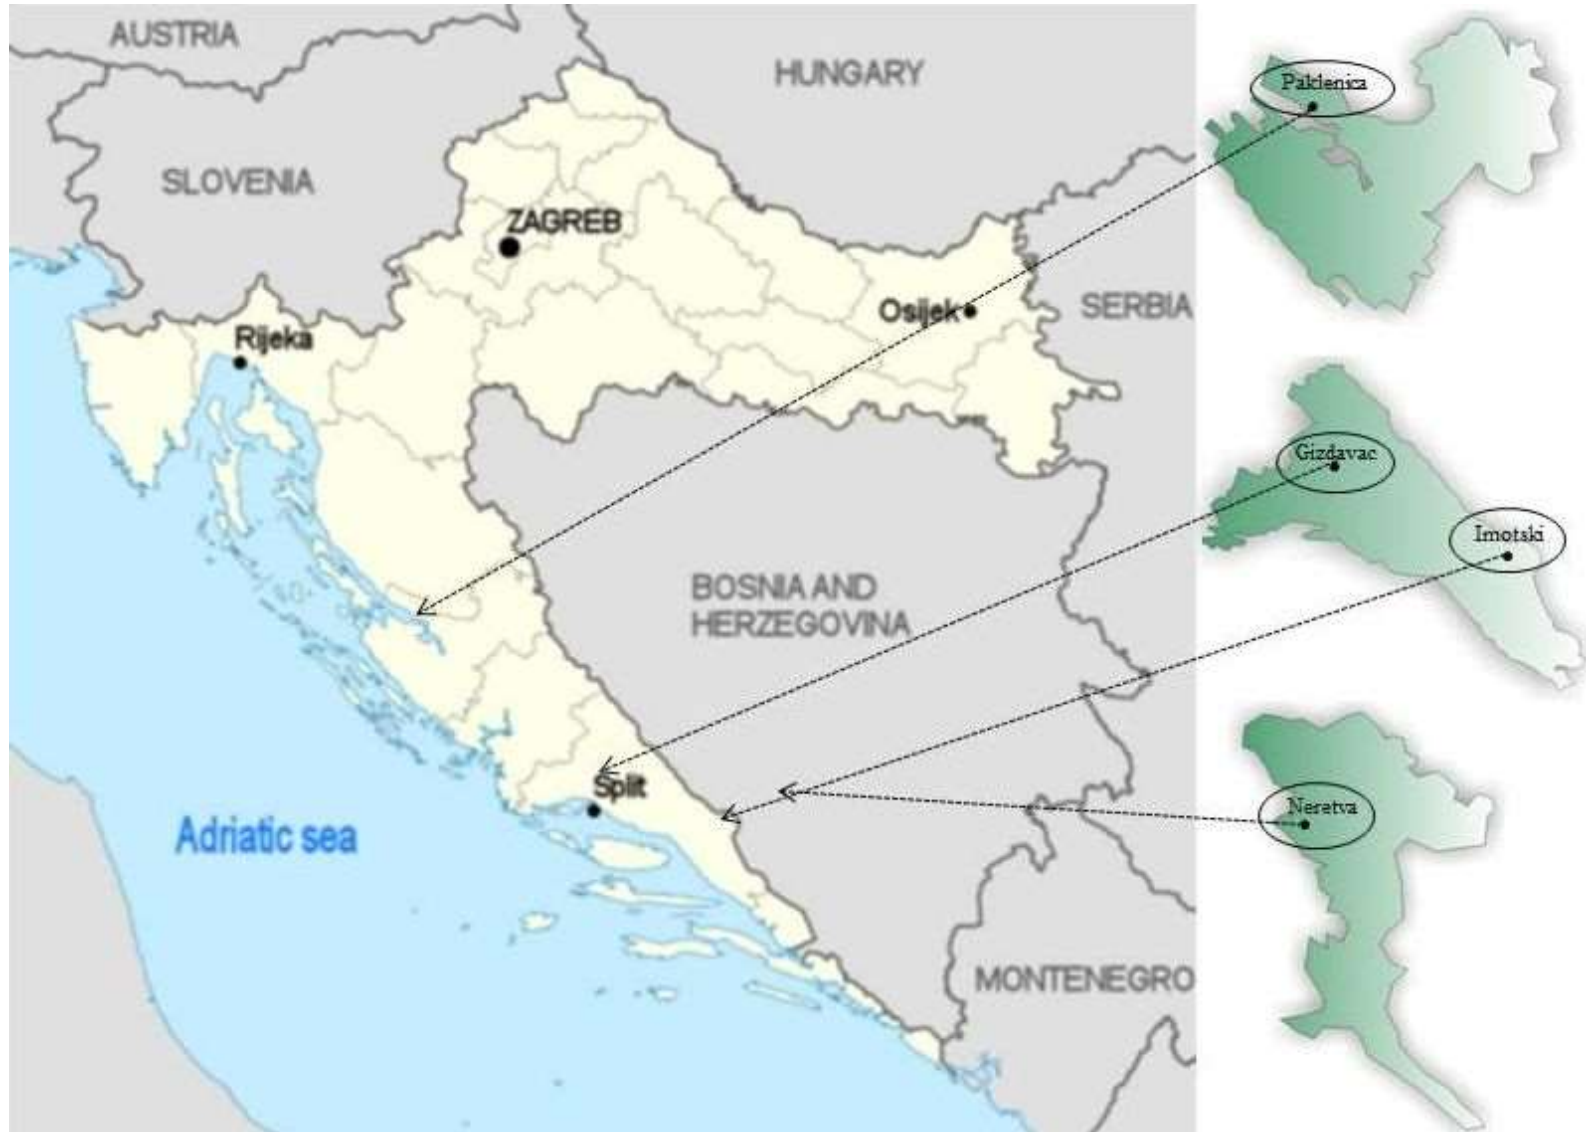 AUSTRIA
HUNGARY
Paklenica
SLOVENIA
ZAGREB
SERBIA
Osijek
Rijeka
Gizdavac
Imotski
BOSNIA AND
HERZEGOVINA
Split
Neretva
Adriatic sea
MONTENEGRO